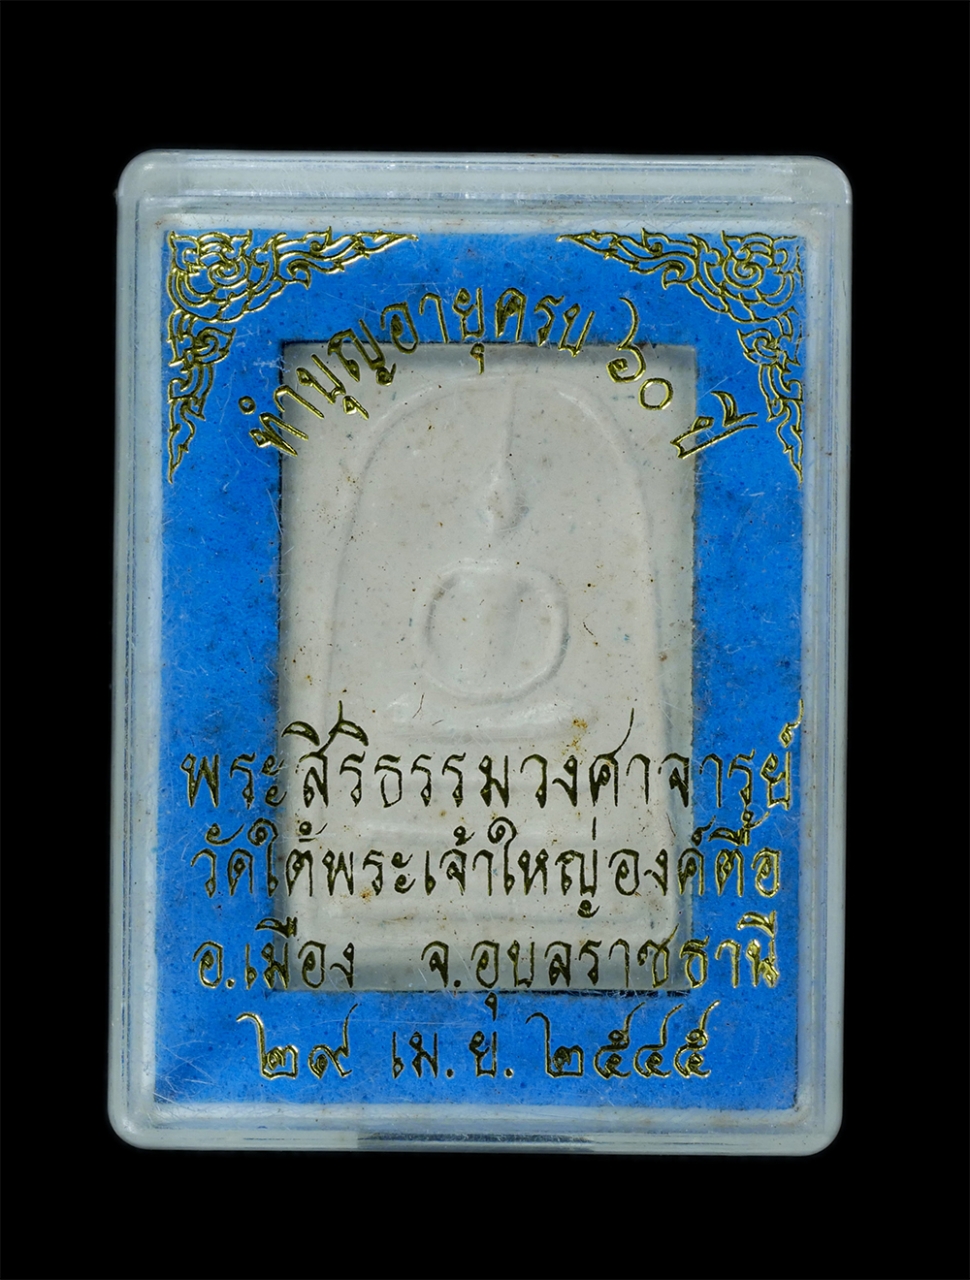 ทำบุญอายุครบ ๖๐ ปี
พระสิริธรรมวงศาจารย์
วัดใต้พระเจ้าใหญ่องค์ตื้อ
อ.เมือง จ.อุบลราชธานี
๒๙ เม.ย. ๒๕๔๕